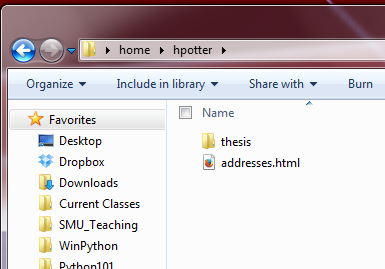 home hpotter
Organize Include in library Share with Burn
Favorites
Desktop
Dropbox
Downloads
Current Classes
SMU_Teaching
WinPython
Python101
Name
thesis
addresses.html